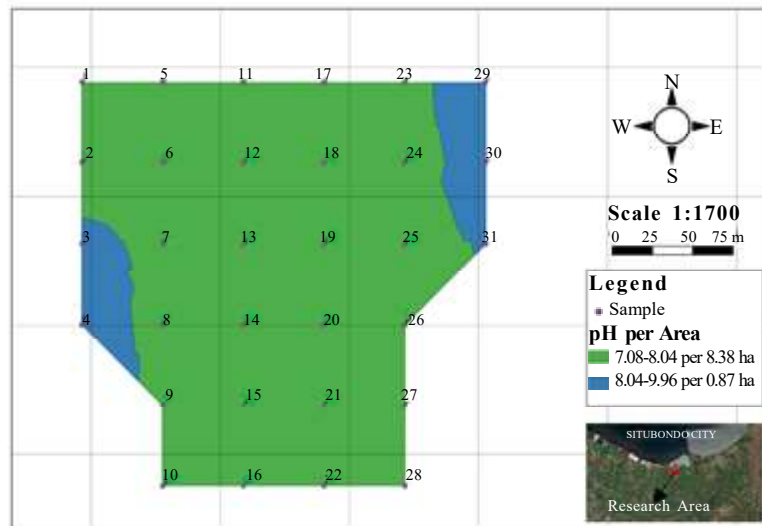 1 5 11 17 23 29
2 6 12 18 24 30
3 7 13 19 25 31
4 8 14 20 26
9 15 21 27
10 16 22 28
N
W E
S
Scale 1:1700
0 25 50 75 m
Legend
Sample
pH per Area
7.08-8.04 per 8.38 ha
8.04-9.96 per 0.87 ha
SITUBONDO CITY
Research Area